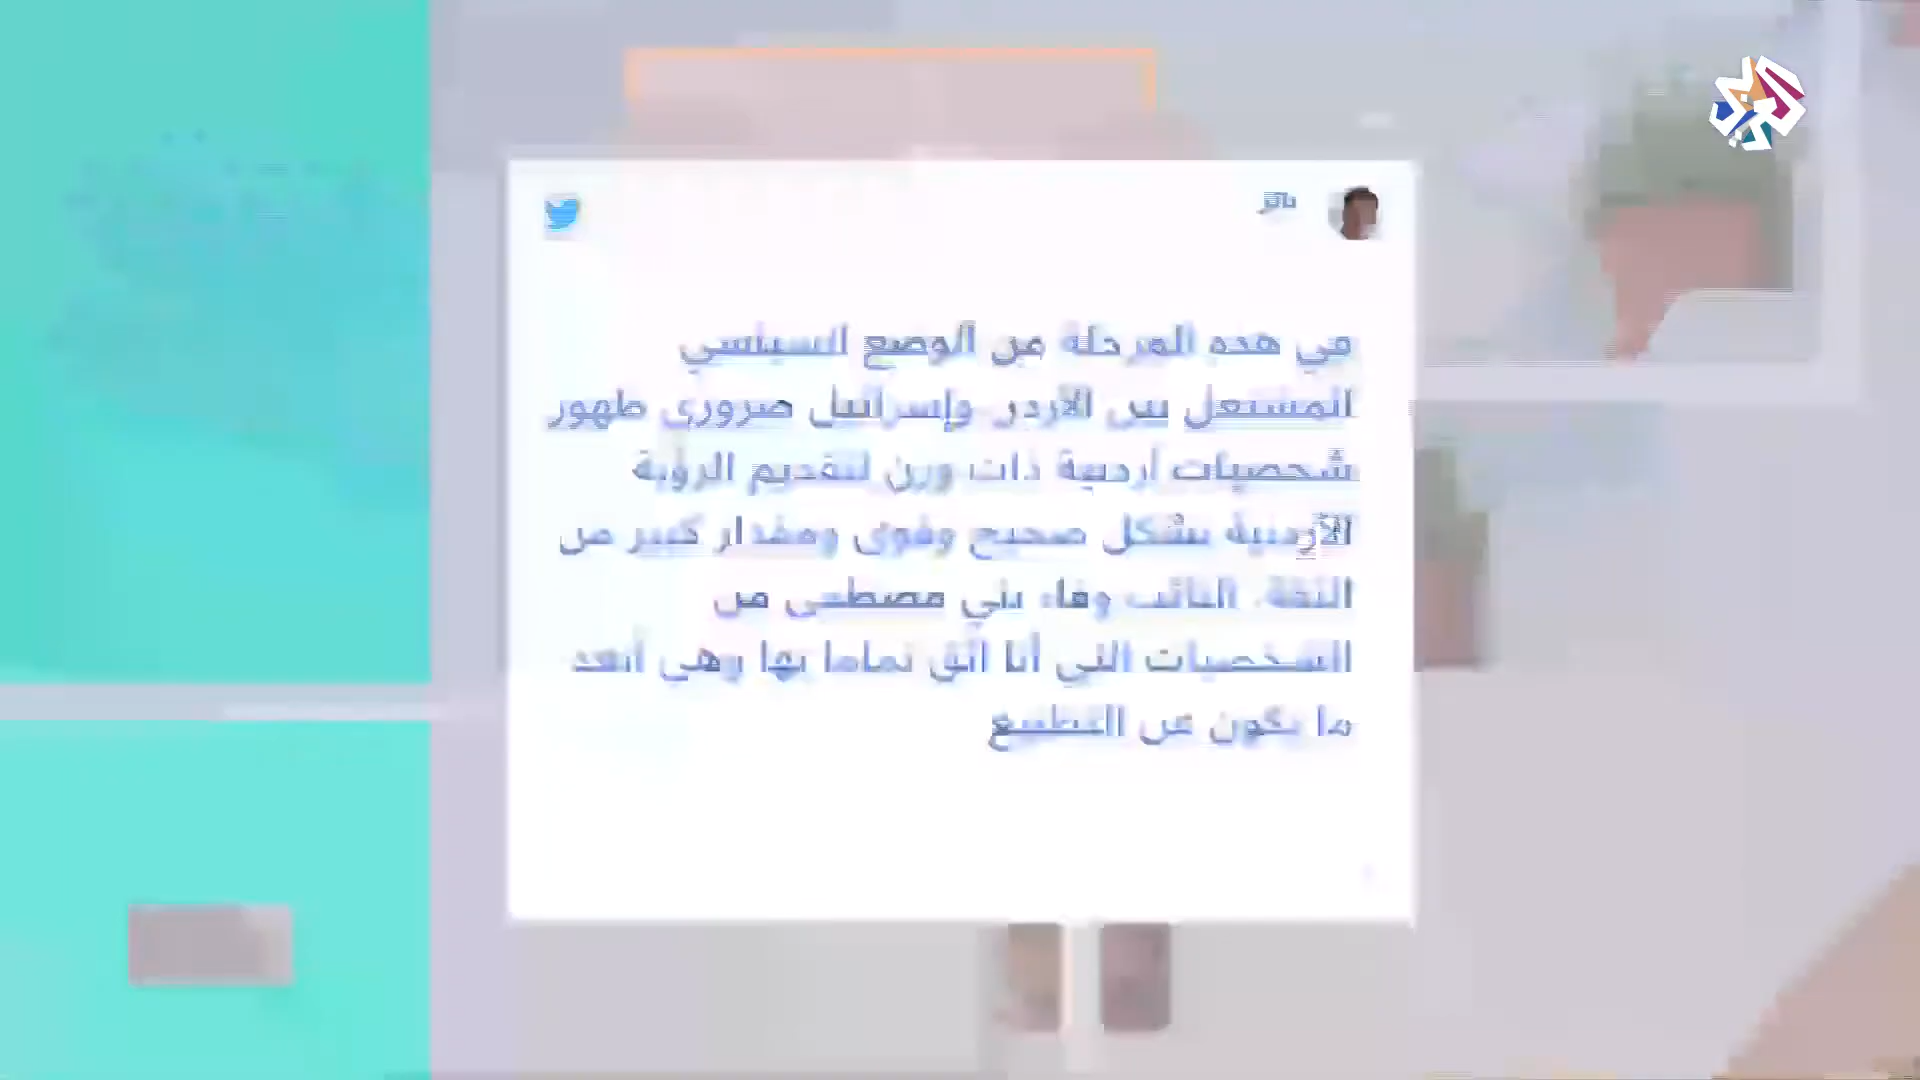 في هذه المرحلة من الوضع السياسي
المشتعل بين الأردن وإسرائيل ضروري ظهور
شخصيات أردنية ذات وزن لتقديم الرؤية
الأردنية بشكل صحيح وقوي ومقدار كبير من
الثقة. النائب وفاء بني مصطفى من
الشخصيات التي أنا أثق تماما بها وهي أبعد
ما يكون عن التطبيع